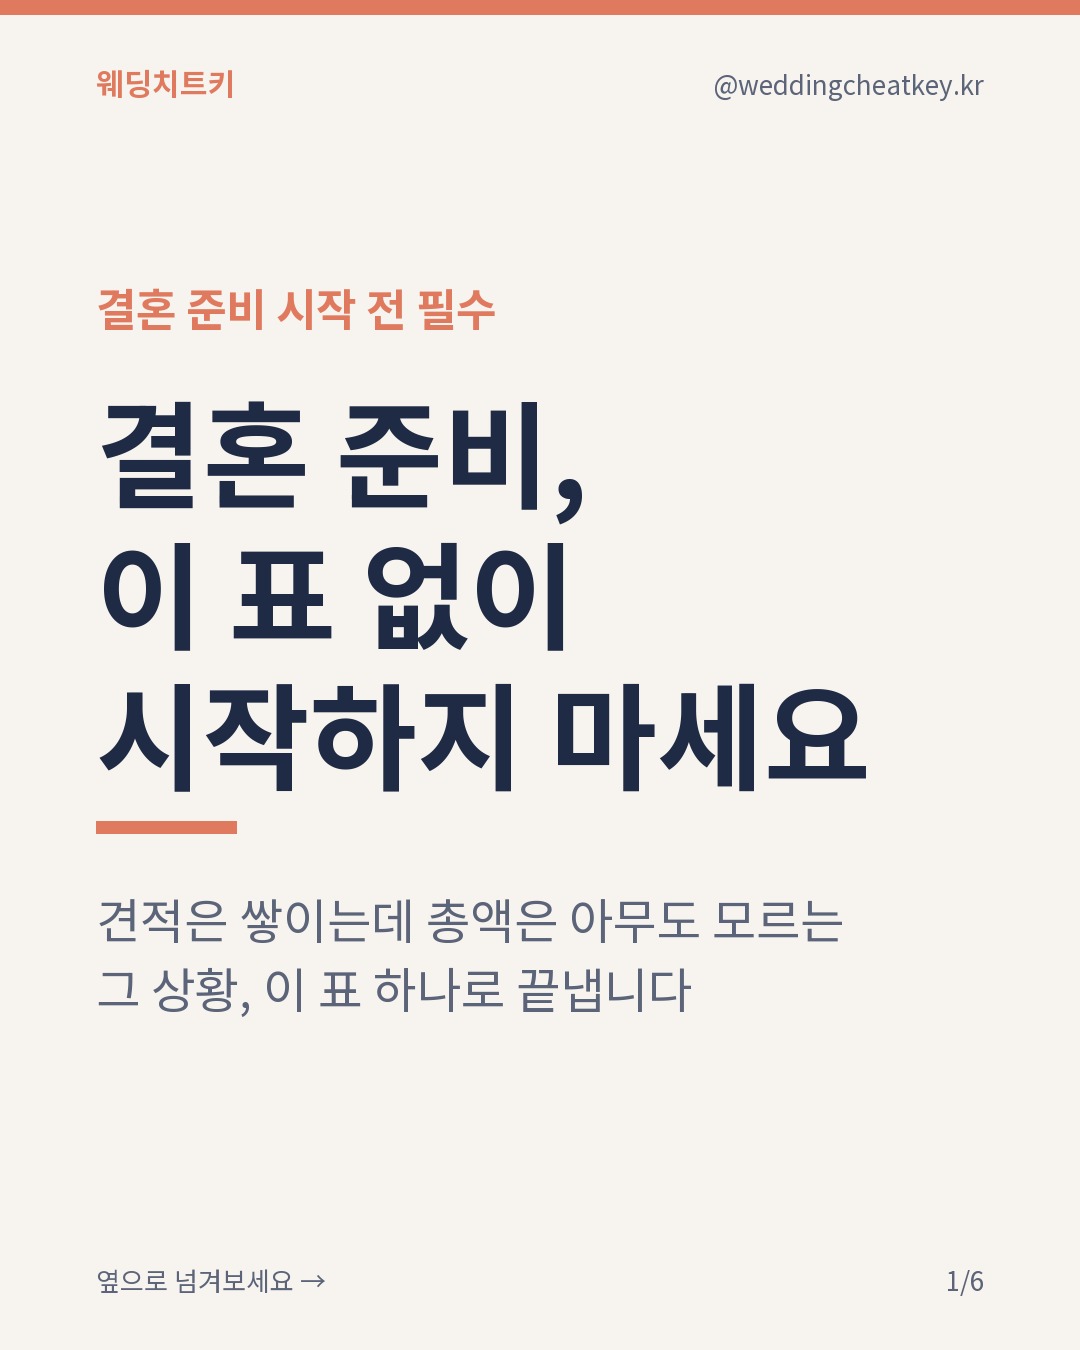 웨딩치트키
@weddingcheatkey.kr
결혼 준비 시작 전 필수
결혼 준비,
이 표 없이
시작하지 마세요
견적은 쌓이는데 총액은 아무도 모르는
그 상황, 이 표 하나로 끝냅니다
옆으로 넘겨보세요 →
1/6